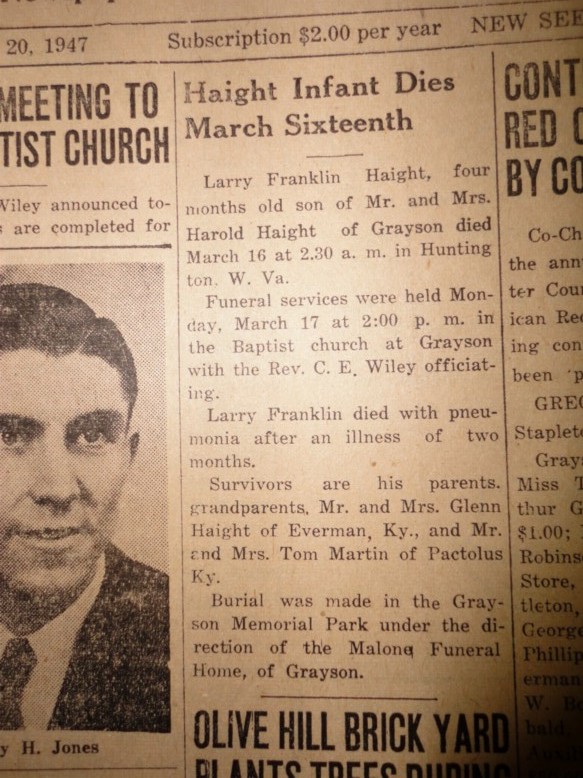 20, 1947
Subscription $2.00 per year
NEW
MEETING TO
TIST CHURCH
Wiley announced to-
s are completed for
y H. Jones
Haight Infant Dies
March Sixteenth
Larry Franklin Haight, four
months old son of Mr. and Mrs.
Harold Haight of Grayson died
March 16 at 2.30 a. m. in Hunting
ton, W. Va.
Funeral services were held Mon-
day, March 17 at 2:00 p. m. in
the Baptist church at Grayson
with the Rev. C. E. Wiley officiat-
ing.
Larry Franklin died with pneu-
monia after an illness of two
months.
Survivors are his parents.
grandparents, Mr. and Mrs. Glenn
Haight of Everman, Ky., and Mr.
and Mrs. Tom Martin of Pactolus
Ky.
Burial was made in the Gray-
son Memorial Park under the di-
rection of the Malone Funeral
Home, of Grayson.
OLIVE HILL BRICK YARD
PLANTS TREES DURING
CONT
RED C
BY CO
Co-Ch
the ann
ter Cou
ican Re
ing con
been 'p
GREG
Staplet
Grays
Miss T
thur G
$1.00;
Robins
Store,
tleton,
George
Phillip
erman
W. B
bald,
Auxil